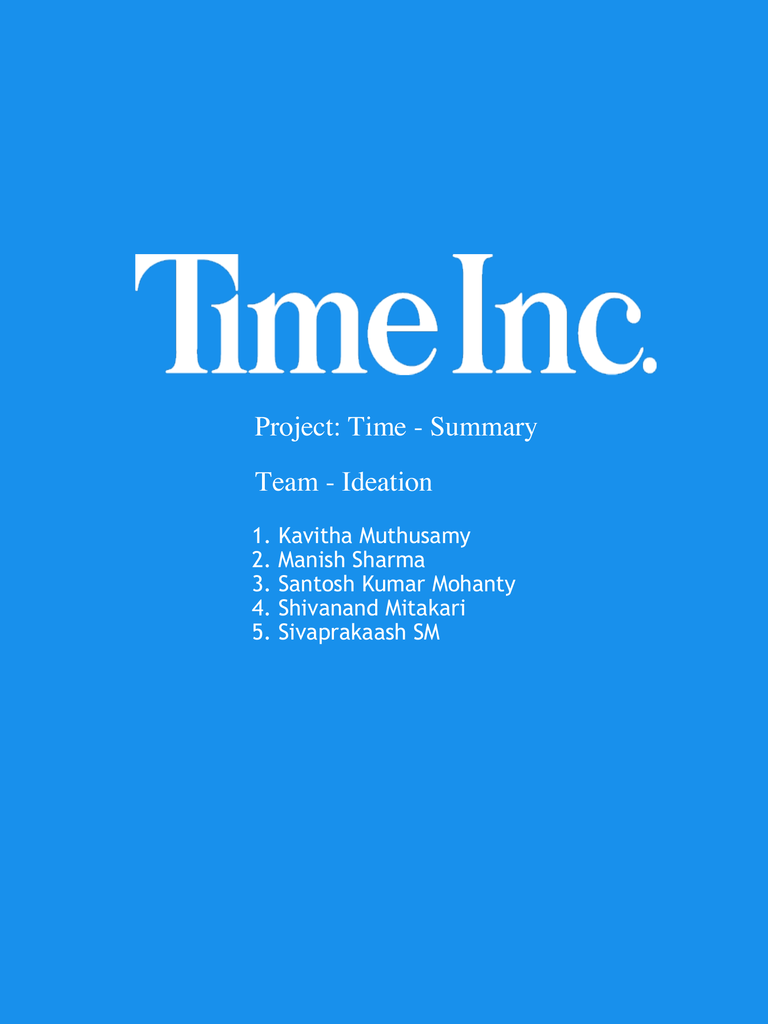 Time Inc.
Project: Time - Summary
Team - Ideation
1. Kavitha Muthusamy
2. Manish Sharma
3. Santosh Kumar Mohanty
4. Shivanand Mitakari
5. Sivaprakaash SM